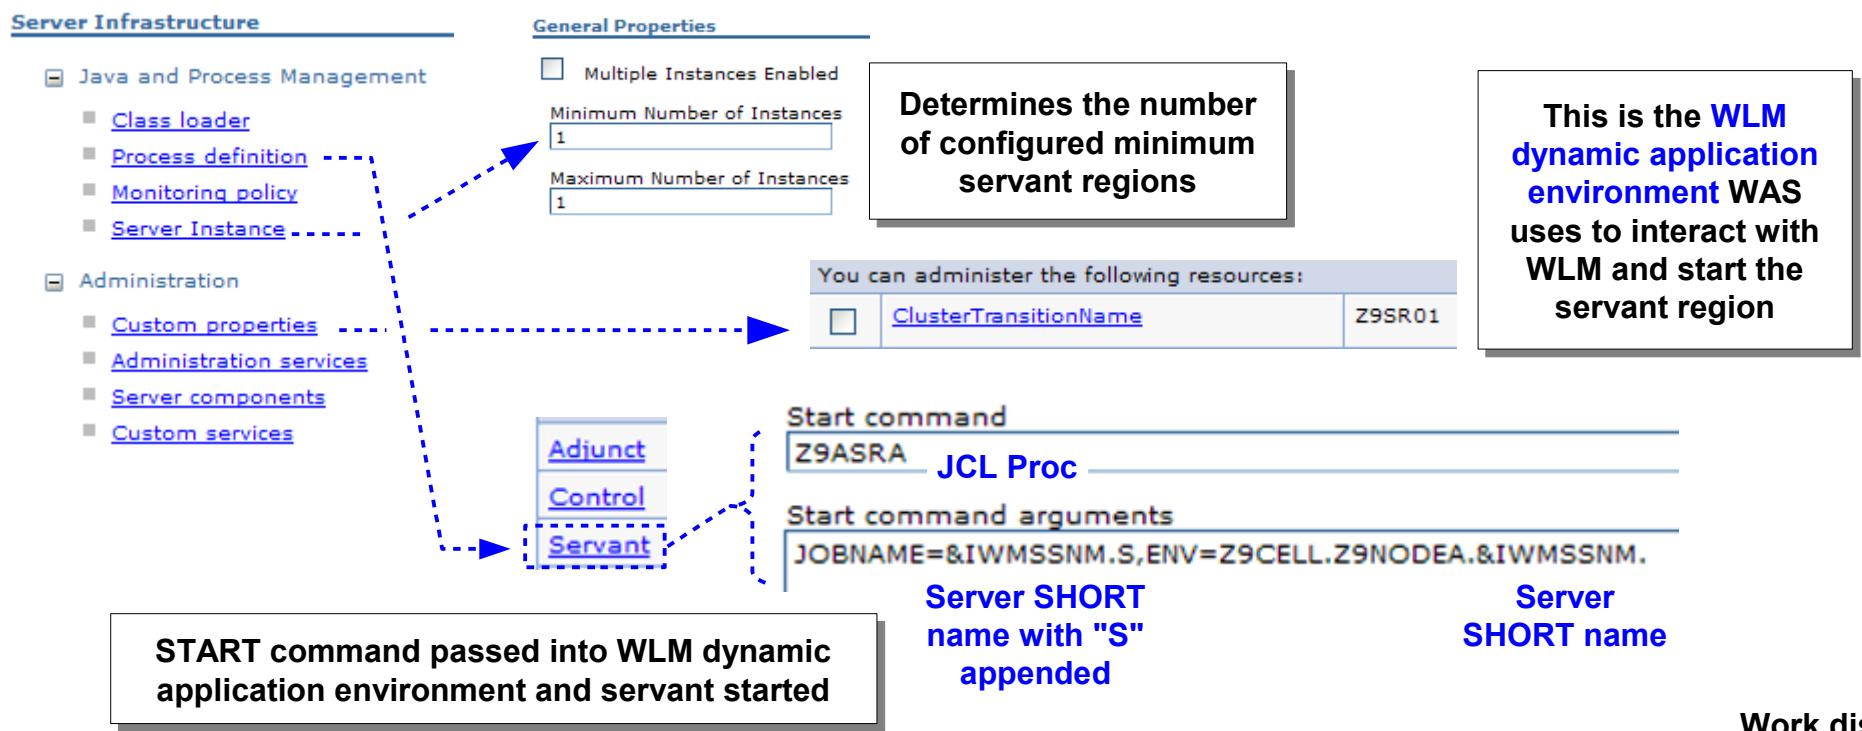 Server Infrastructure
Java and Process Management
Class loader
Process definition
Monitoring policy
Server Instance
Administration
Custom properties
Administration services
Server components
Custom services
General Properties
Multiple Instances Enabled
Minimum Number of Instances
1
Maximum Number of Instances
1
Determines the number
of configured minimum
servant regions
This is the WLM
dynamic application
environment WAS
uses to interact with
WLM and start the
servant region
You can administer the following resources:
ClusterTransitionName Z9SR01
Adjunct
Control
Servant
Start command
Z9ASRA
JCL Proc
Start command arguments
JOBNAME=&IWMSSNM.S,ENV=Z9CELL.Z9NODEA.&IWMSSNM.
Server SHORT
name with "S"
appended
Server
SHORT name
START command passed into WLM dynamic
application environment and servant started
Work